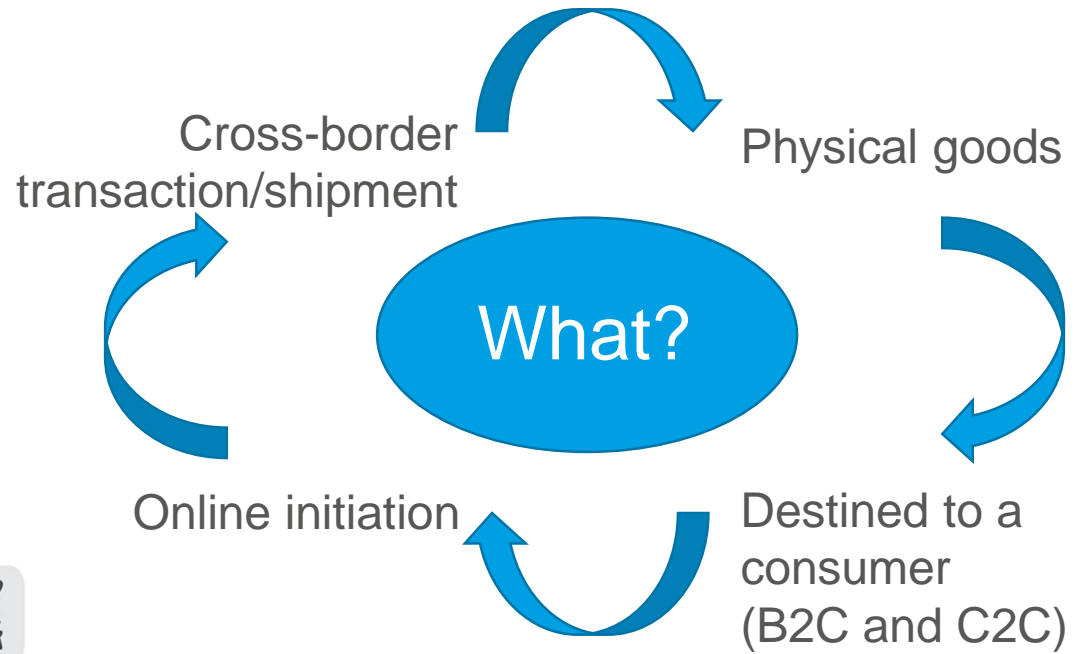 Cross-border
transaction/shipment
Physical goods
What?
Online initiation
Destined to a
consumer
(B2C and C2C)